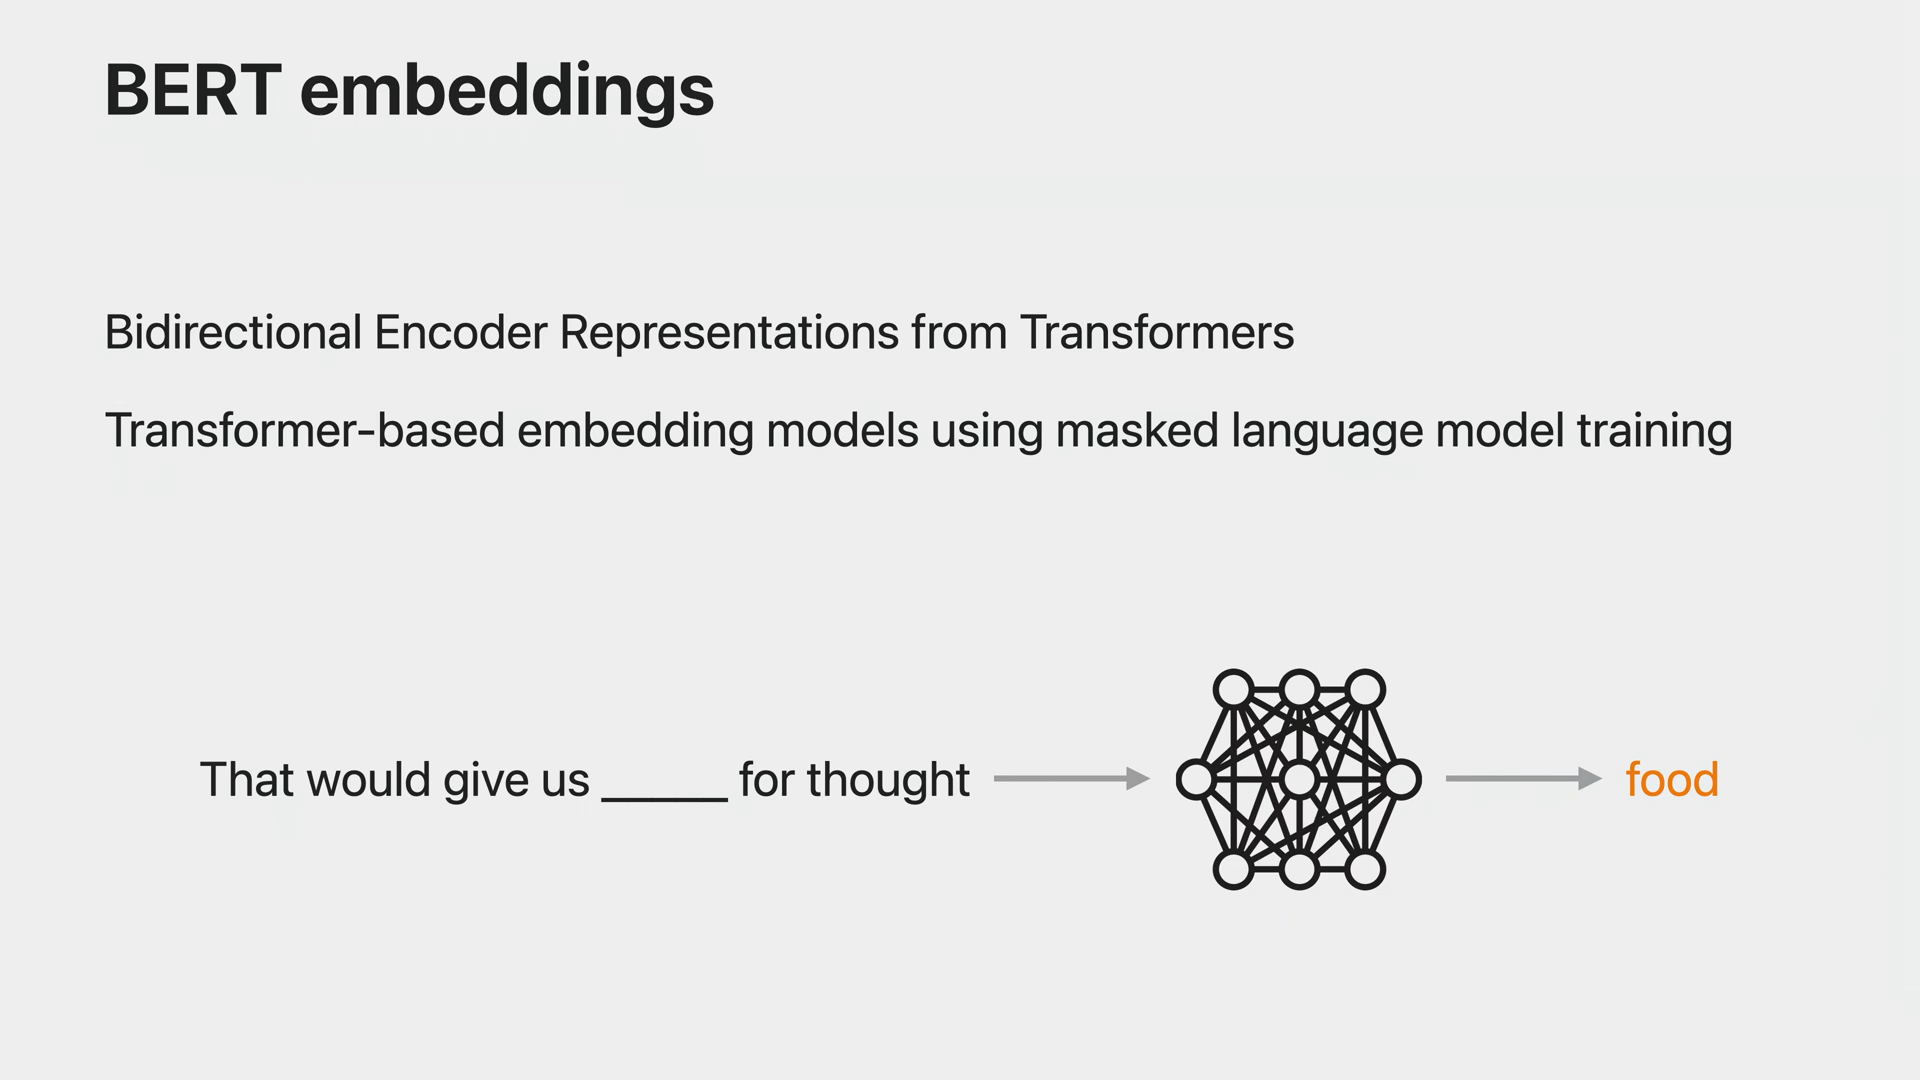 BERT embeddings
Bidirectional Encoder Representations from Transformers
Transformer-based embedding models using masked language model training
That would give us ______ for thought
food